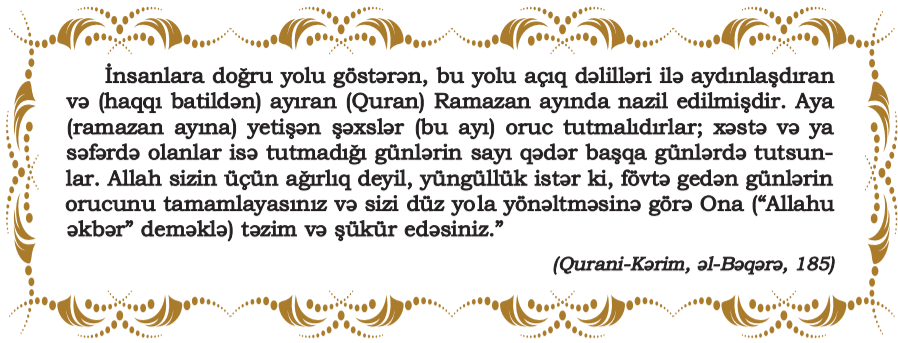 İnsanlara doğru yolu göstərən, bu yolu açıq dəlilləri ilə aydınlaşdıran
və (haqqı batildən) ayıran (Quran) Ramazan ayında nazil edilmişdir. Aya
(ramazan ayına) yetişən şəxslər (bu ayı) oruc tutmalıdırlar; xəstə və ya
səfərdə olanlar isə tutmadığı günlərin sayı qədər başqa günlərdə tutsun-
lar. Allah sizin üçün ağırlıq deyil, yüngüllük istər ki, fövtə gedən günlərin
orucunu tamamlayasınız və sizi düz yola yönəltməsinə görə Ona (“Allahu
əkbər” deməklə) təzim və şükür edəsiniz.”
(Qurani-Kərim, əl-Bəqərə, 185)